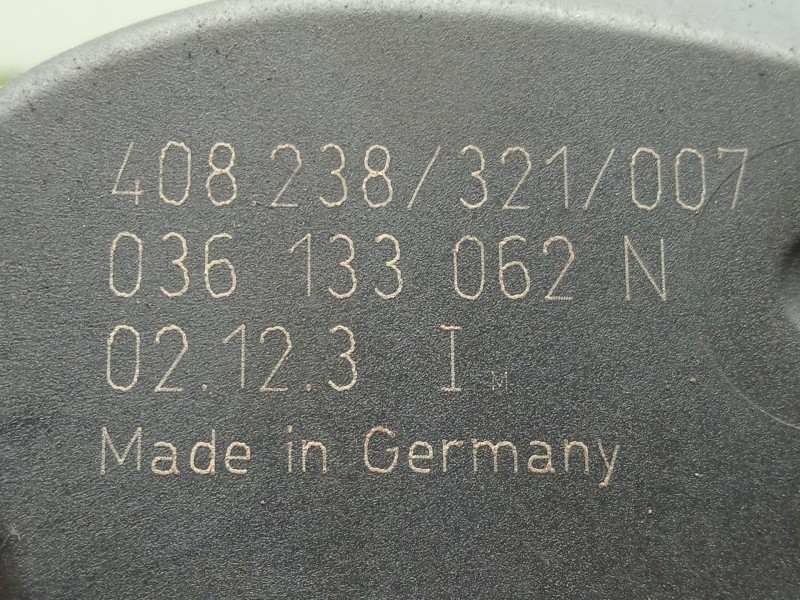 408.238/321/007
036 133 062 N
02.12.3 I M
Made in Germany